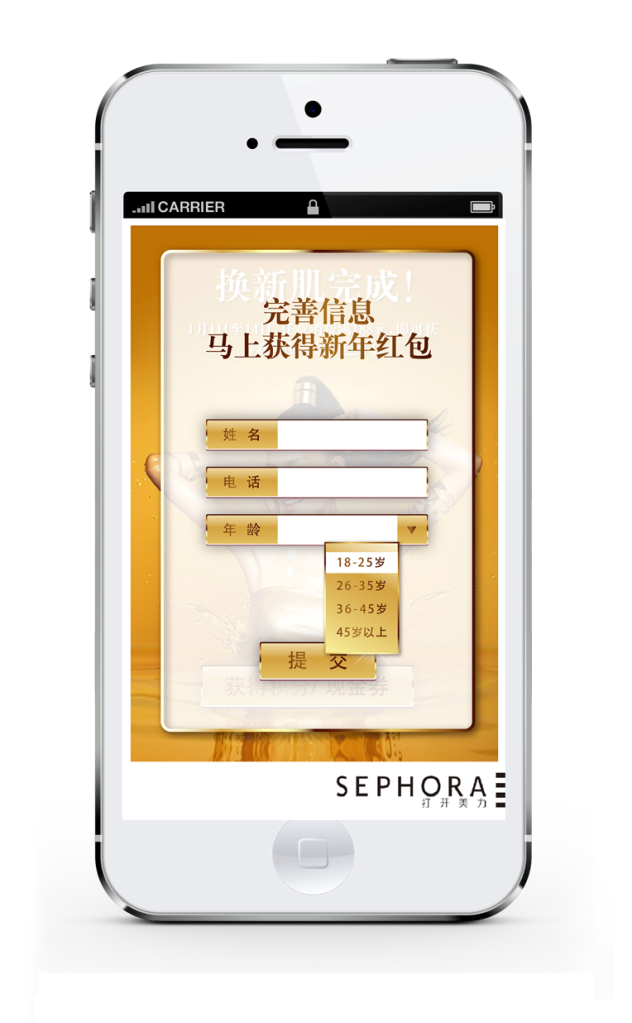 CARRIER
换新肌完成!
完善信息
马上获得新年红包
姓 名
电 话
年 龄
18-25岁
26-35岁
36-45岁
45岁以上
提 交
获得积分/现金券
SEPHORA
打开美力